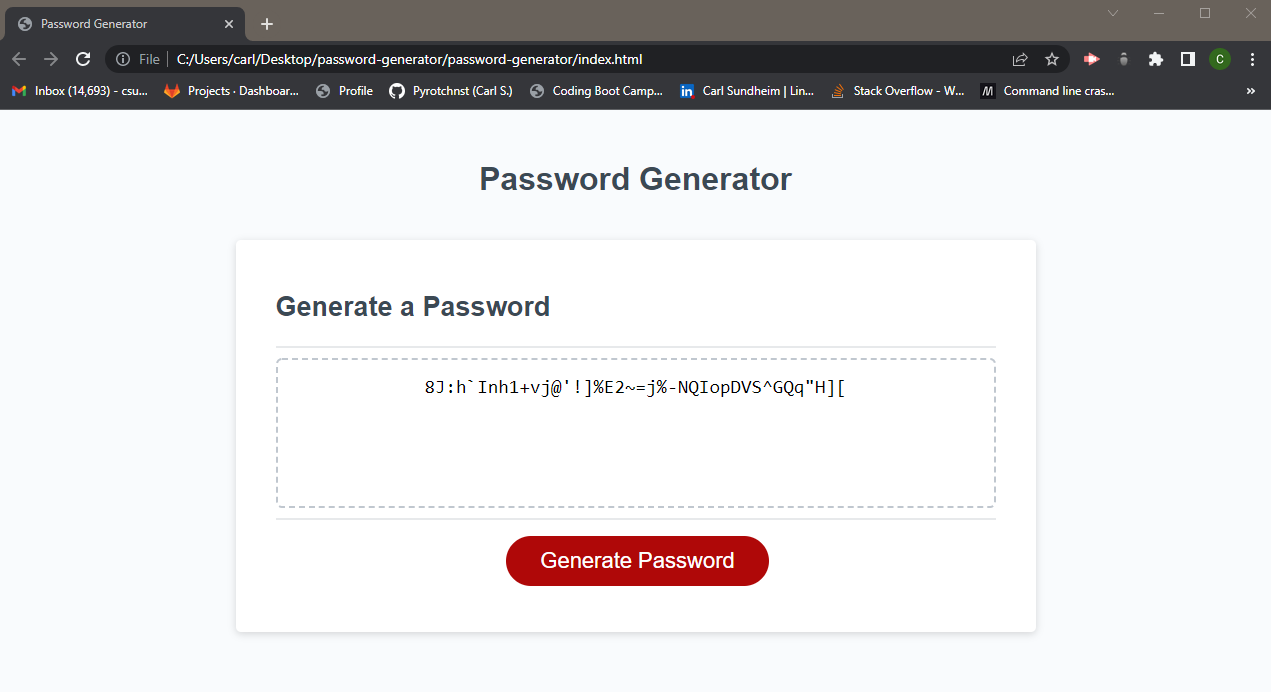 Password Generator
File C:/Users/carl/Desktop/password-generator/password-generator/index.html
C
Inbox (14,693) - csu... Projects · Dashboar... Profile Pyrotchnst (Carl S.) Coding Boot Camp... Carl Sundheim | Lin... Stack Overflow - W... Command line cras...
Password Generator
Generate a Password
8J:h`Inh1+vj@'!]%E2~=j%-NQIopDVS^GQq"H][
Generate Password